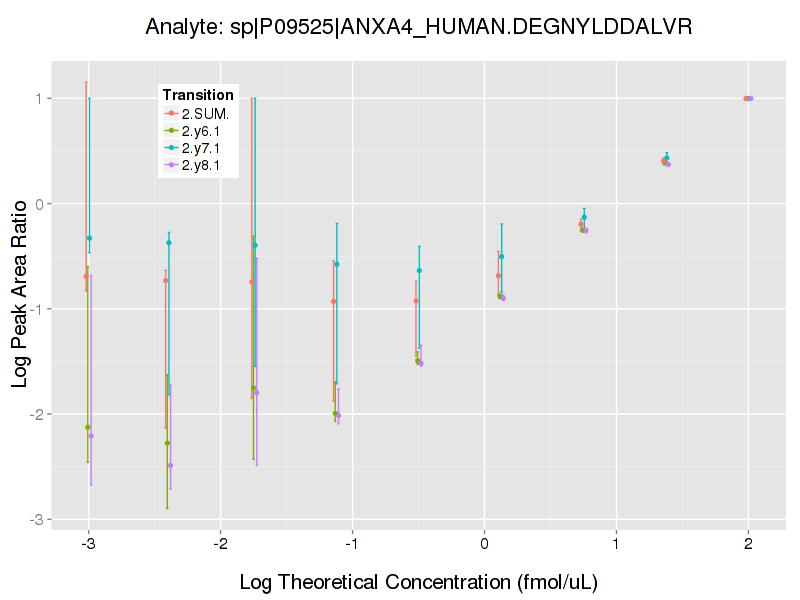 Analyte: sp|P09525|ANXA4_HUMAN.DEGNYLDDALVR
Transition
2.SUM.
2.y6.1
2.y7.1
2.y8.1
Log Peak Area Ratio
1
0
-1
-2
-3
-3 -2 -1 0 1 2
Log Theoretical Concentration (fmol/uL)